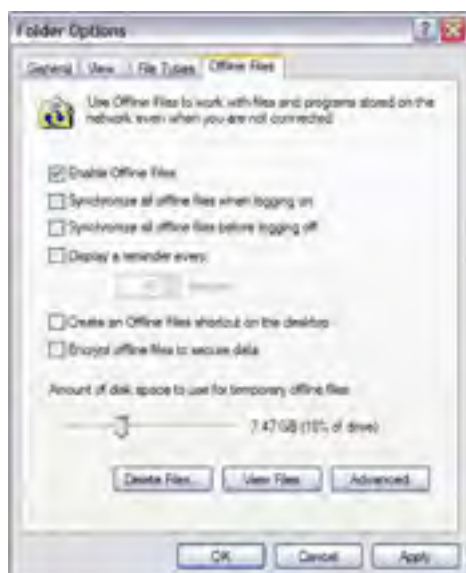 Folder Options
General View File Types Offline Files
Use Offline Files to work with files and programs stored on the
network even when you are not connected.
Enable Offline Files
Synchronize all offline files when logging on
Synchronize all offline files before logging off
Display a reminder every:
Create an Offline Files shortcut on the desktop
Encrypt offline files to secure data
Amount of disk space to use for temporary offline files:
7.47 GB (10% of drive)
Delete Files... View Files Advanced
OK Cancel Apply